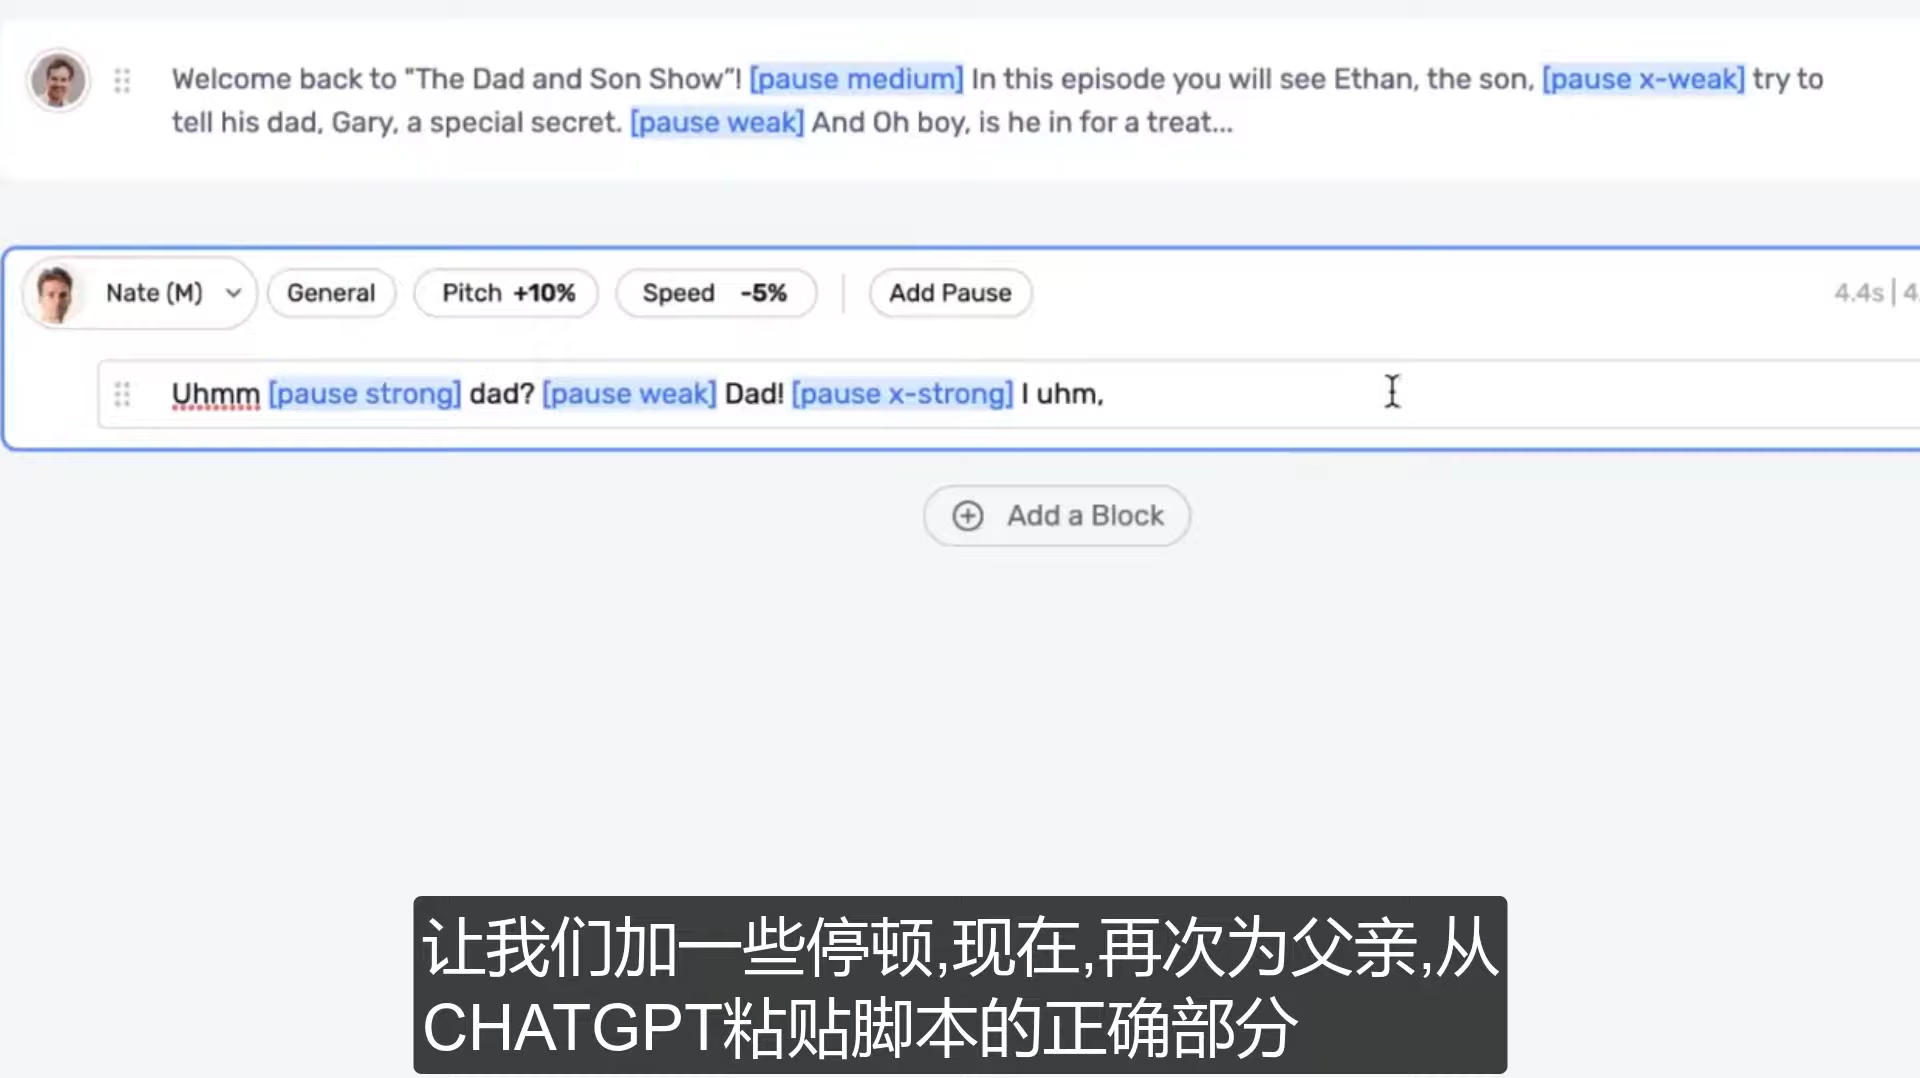 Welcome back to "The Dad and Son Show"! [pause medium] In this episode you will see Ethan, the son, [pause x-weak] try to
tell his dad, Gary, a special secret. [pause weak] And Oh boy, is he in for a treat...
Nate (M) General Pitch +10% Speed -5% Add Pause 4.4s | 4.
Uhmm [pause strong] dad? [pause weak] Dad! [pause x-strong] I uhm,
Add a Block
让我们加一些停顿,现在,再次为父亲,从
CHATGPT粘贴脚本的正确部分